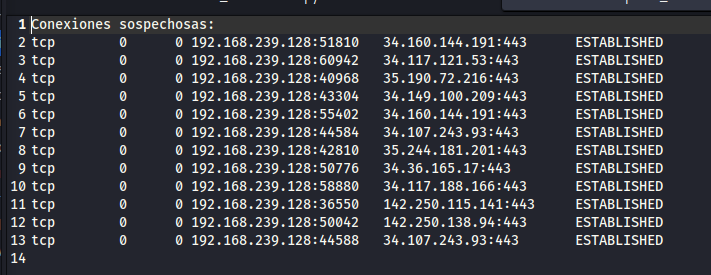 1 Conexiones sospechosas:
2 tcp 0 0 192.168.239.128:51810 34.160.144.191:443 ESTABLISHED
3 tcp 0 0 192.168.239.128:60942 34.117.121.53:443 ESTABLISHED
4 tcp 0 0 192.168.239.128:40968 35.190.72.216:443 ESTABLISHED
5 tcp 0 0 192.168.239.128:43304 34.149.100.209:443 ESTABLISHED
6 tcp 0 0 192.168.239.128:55402 34.160.144.191:443 ESTABLISHED
7 tcp 0 0 192.168.239.128:44584 34.107.243.93:443 ESTABLISHED
8 tcp 0 0 192.168.239.128:42810 35.244.181.201:443 ESTABLISHED
9 tcp 0 0 192.168.239.128:50776 34.36.165.17:443 ESTABLISHED
10 tcp 0 0 192.168.239.128:58880 34.117.188.166:443 ESTABLISHED
11 tcp 0 0 192.168.239.128:36550 142.250.115.141:443 ESTABLISHED
12 tcp 0 0 192.168.239.128:50042 142.250.138.94:443 ESTABLISHED
13 tcp 0 0 192.168.239.128:44588 34.107.243.93:443 ESTABLISHED
14